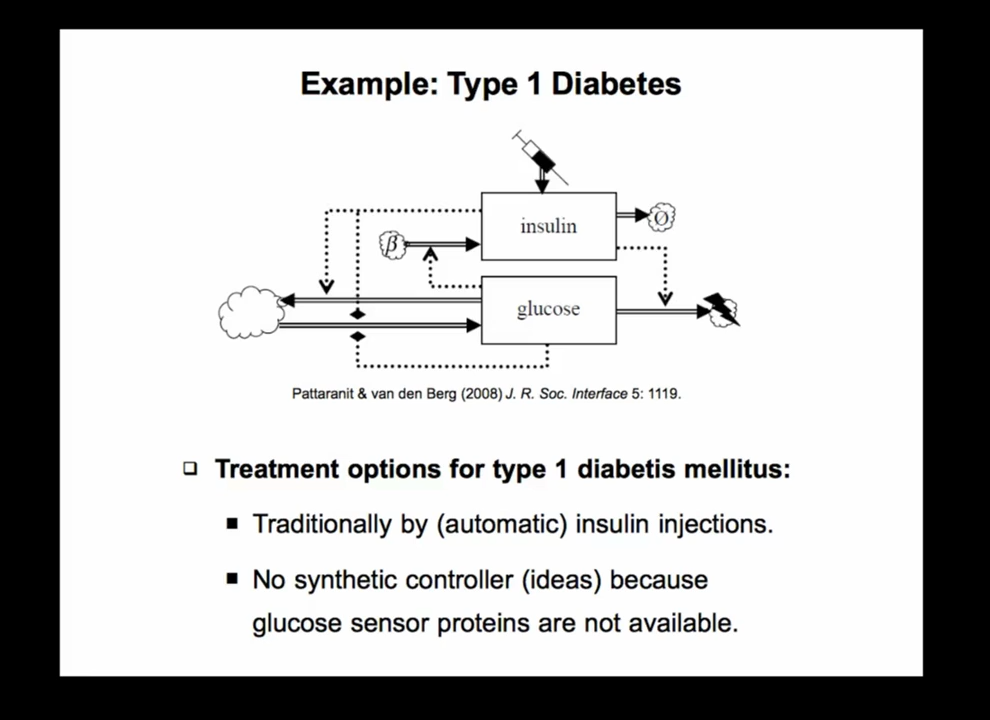 Example: Type 1 Diabetes
insulin
Ø
β
glucose
Pattaranit & van den Berg (2008) J. R. Soc. Interface 5: 1119.
Treatment options for type 1 diabetis mellitus:
Traditionally by (automatic) insulin injections.
No synthetic controller (ideas) because
glucose sensor proteins are not available.